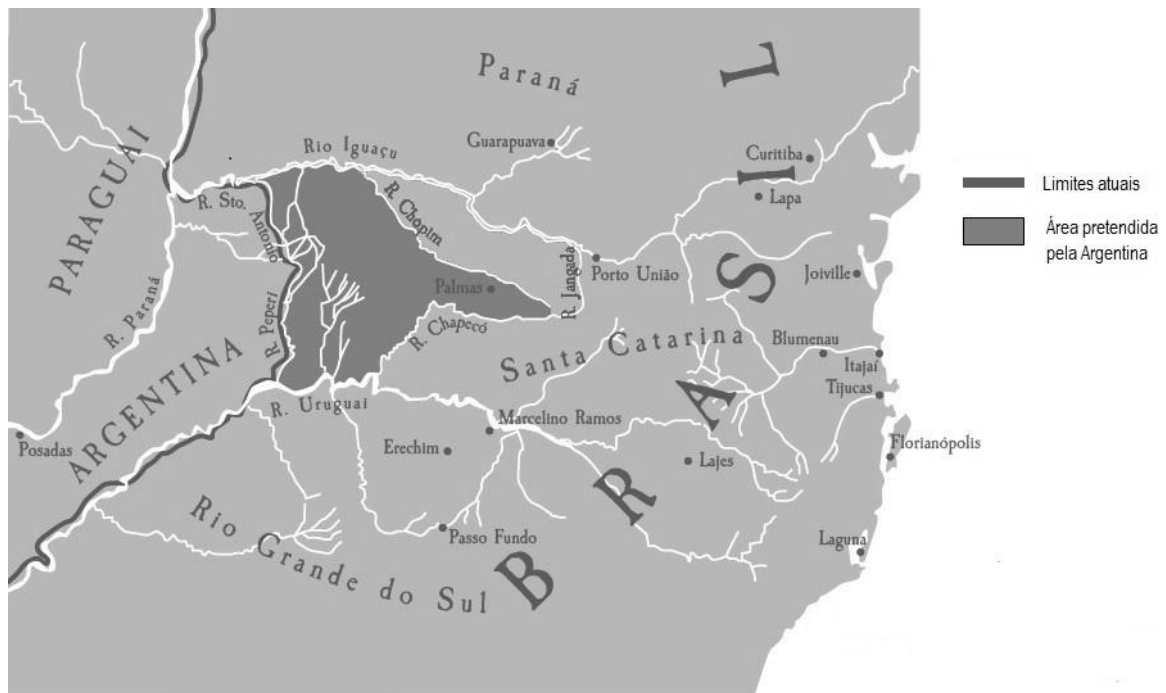 Paraná
PARAGUAI
Rio Iguaçu
Guarapuava
Curitiba
Lapa
R. Sto. Antonio
R. Chopim
R. Jangada
Porto União
Joiville
Palmas
R. Paraná
R. Peperi
R. Chapecó
Santa Catarina
Blumenau
Itajaí
Tijucas
ARGENTINA
R. Uruguai
Marcelino Ramos
Posadas
Erechim
Lajes
Florianópolis
Passo Fundo
Laguna
Rio Grande do Sul
BRASIL
Limites atuais
Área pretendida
pela Argentina